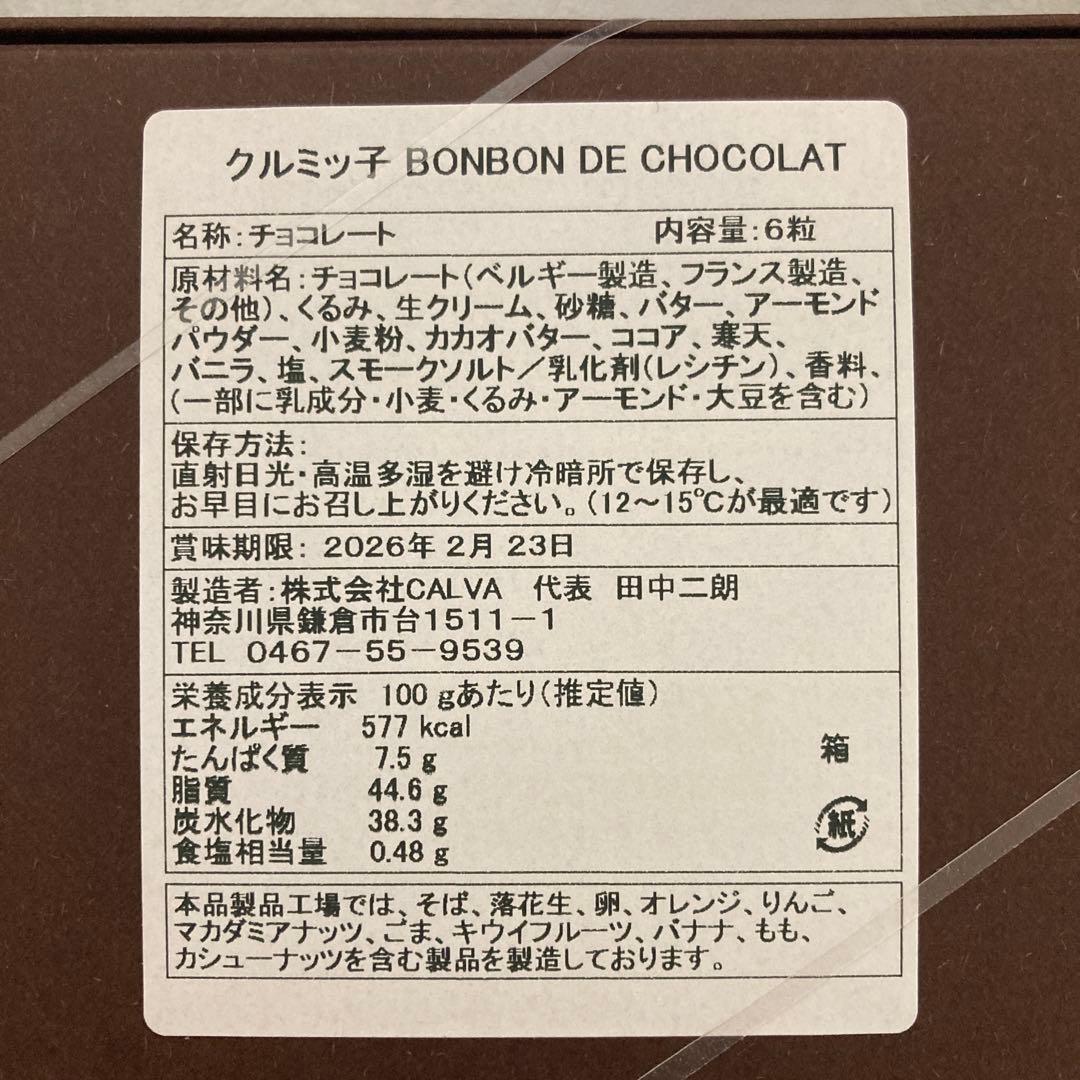 クルミッ子 BONBON DE CHOCOLAT
名称：チョコレート 内容量：6粒
原材料名：チョコレート（ベルギー製造、フランス製造、
その他）、くるみ、生クリーム、砂糖、バター、アーモンド
パウダー、小麦粉、カカオバター、ココア、寒天、
バニラ、塩、スモークソルト／乳化剤（レシチン）、香料、
（一部に乳成分・小麦・くるみ・アーモンド・大豆を含む）
保存方法：
直射日光・高温多湿を避け冷暗所で保存し、
お早目にお召し上がりください。（12～15℃が最適です）
賞味期限： 2026年 2月 23日
製造者：株式会社CALVA 代表 田中二朗
神奈川県鎌倉市台1511－1
TEL 0467－55－9539
栄養成分表示 100 gあたり（推定値）
エネルギー 577 kcal
たんぱく質 7.5 g
脂質 44.6 g
炭水化物 38.3 g
食塩相当量 0.48 g
箱
紙
本品製品工場では、そば、落花生、卵、オレンジ、りんご、
マカダミアナッツ、ごま、キウイフルーツ、バナナ、もも、
カシューナッツを含む製品を製造しております。